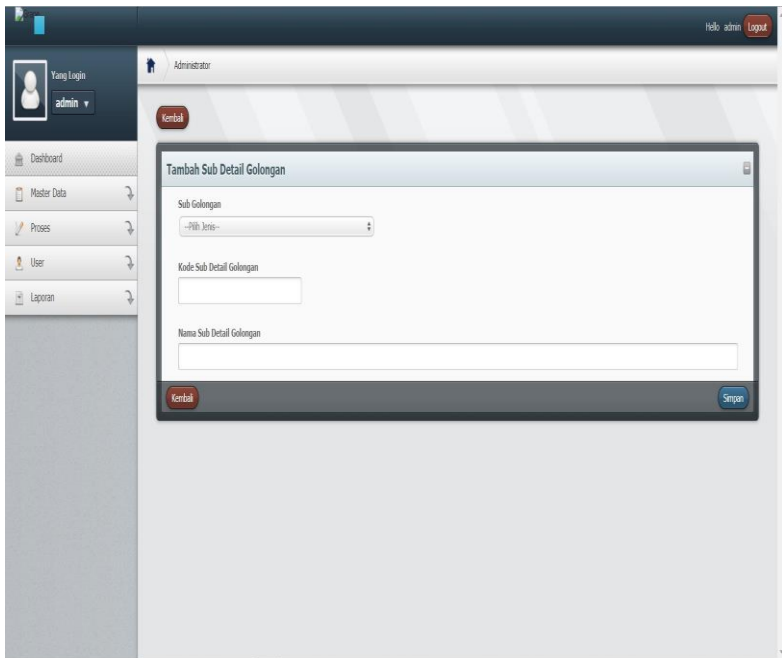 Hello admin Logout
Yang Login
admin
Administrator
Kembali
Dashboard
Master Data
Proses
User
Laporan
Tambah Sub Detail Golongan
Sub Golongan
--Pilih Jenis--
Kode Sub Detail Golongan
Nama Sub Detail Golongan
Kembali
Simpan